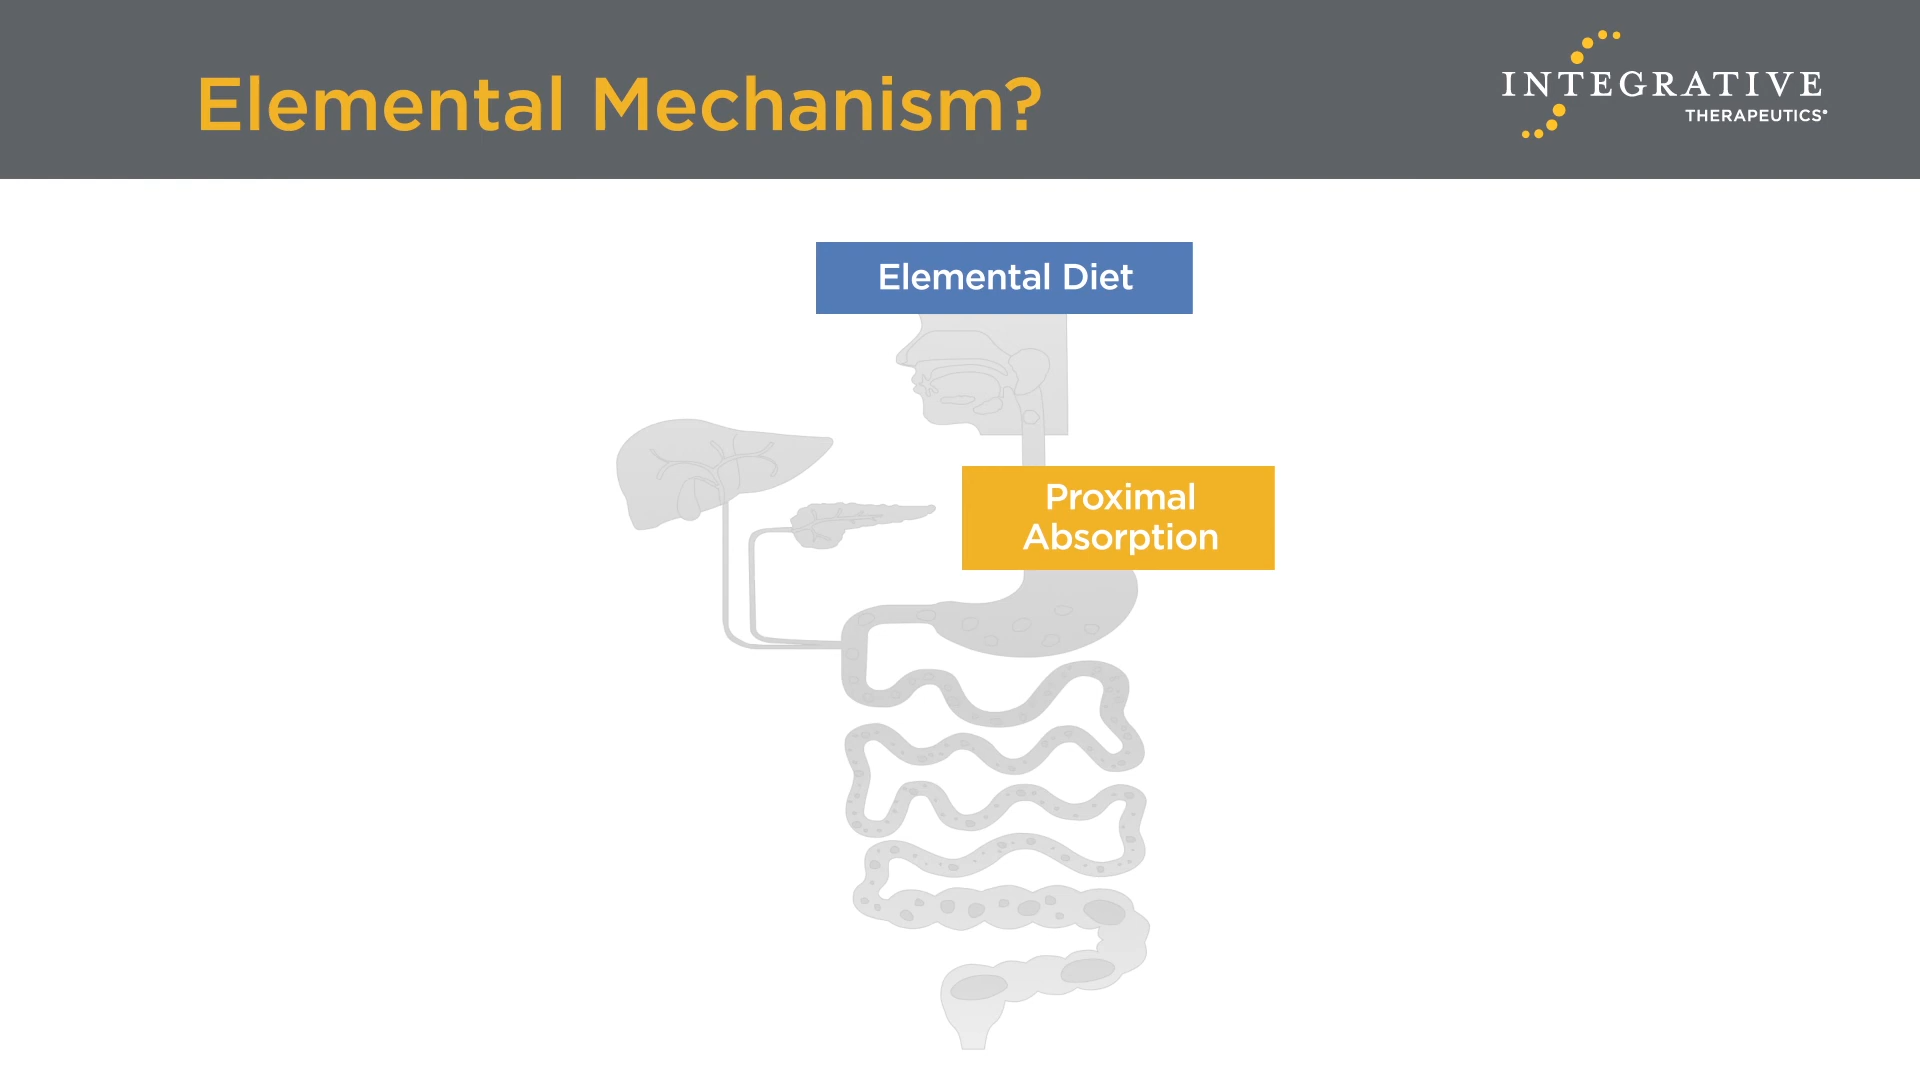 Elemental Mechanism?
INTEGRATIVE
THERAPEUTICS®
Elemental Diet
Proximal
Absorption